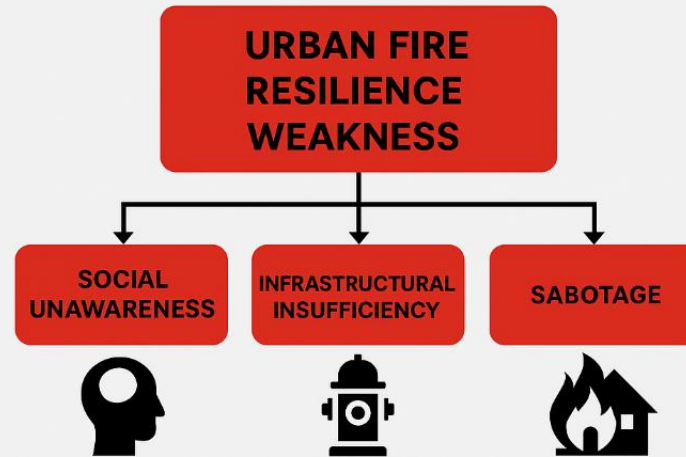 URBAN FIRE
RESILIENCE
WEAKNESS
SOCIAL
UNAWARENESS
INFRASTRUCTURAL
INSUFFICIENCY
SABOTAGE